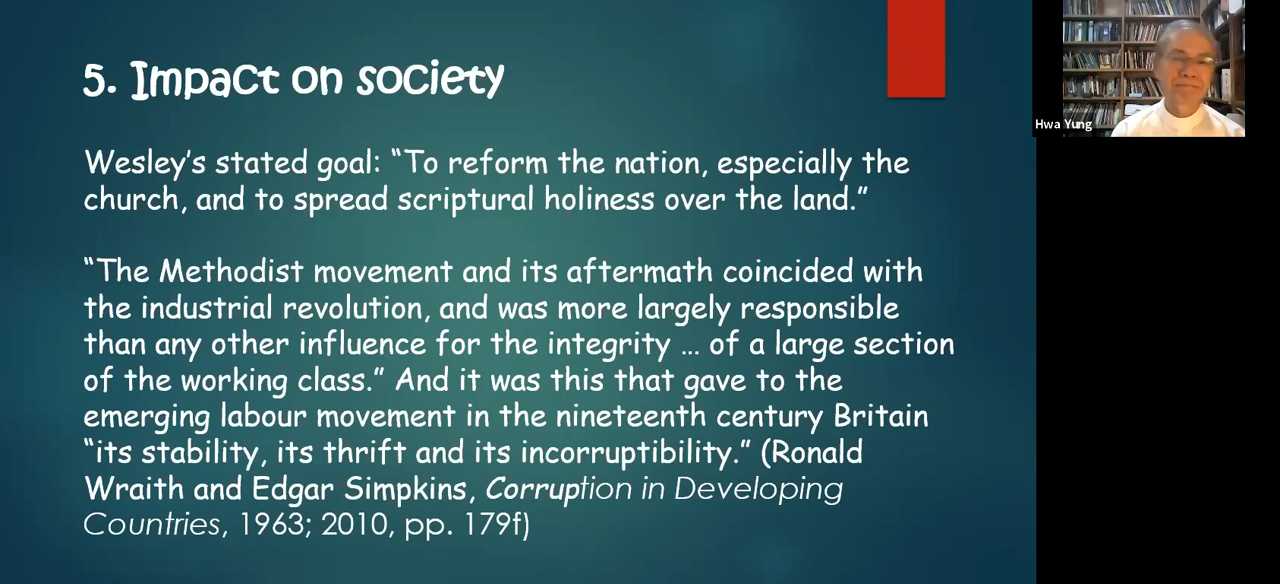 5. Impact on society
Wesley’s stated goal: “To reform the nation, especially the
church, and to spread scriptural holiness over the land.”
“The Methodist movement and its aftermath coincided with
the industrial revolution, and was more largely responsible
than any other influence for the integrity … of a large section
of the working class.” And it was this that gave to the
emerging labour movement in the nineteenth century Britain
“its stability, its thrift and its incorruptibility.” (Ronald
Wraith and Edgar Simpkins, Corruption in Developing
Countries, 1963; 2010, pp. 179f)
Hwa Yung